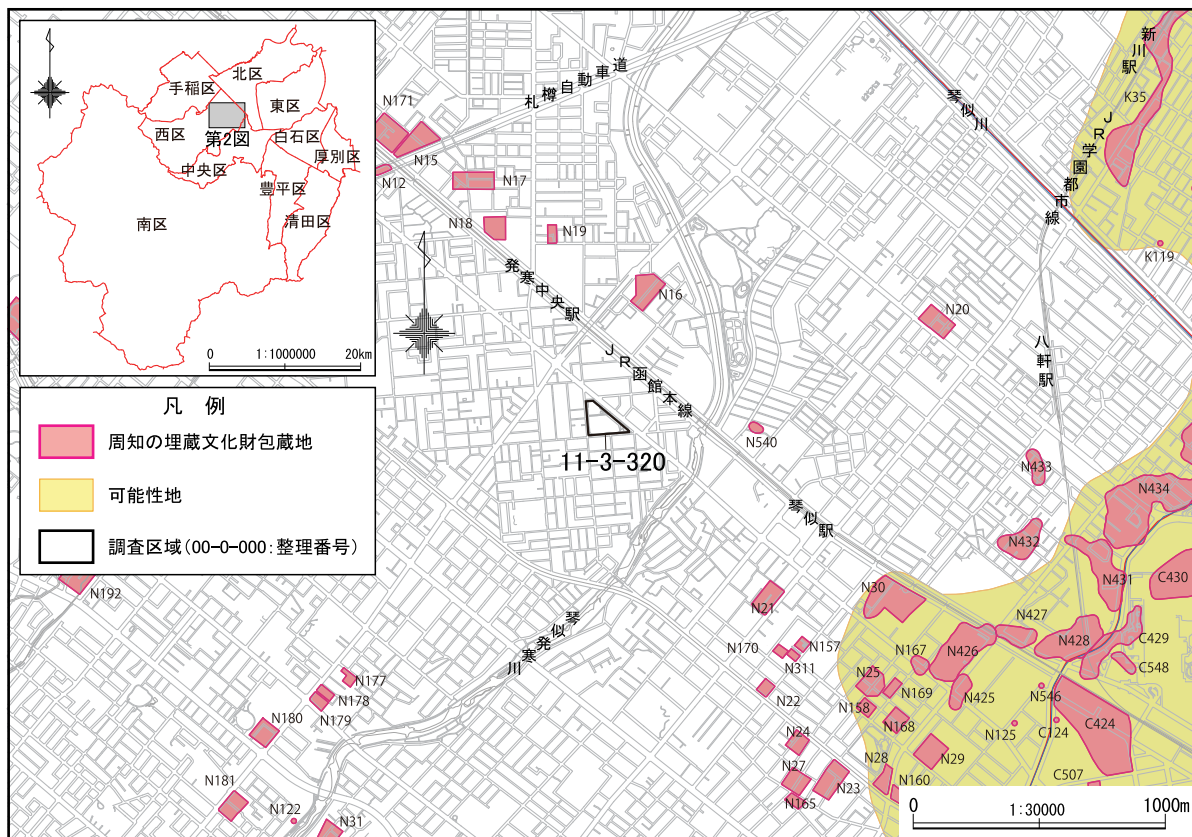 手稲区
北区
東区
西区
第2図
白石区
厚別区
中央区
豊平区
清田区
南区
0 1:1000000 20km
凡 例
周知の埋蔵文化財包蔵地
可能性地
調査区域(00-0-000:整理番号)
札樽自動車道
琴似川
新川駅
JR学園都市線
八軒駅
発寒中央駅
JR函館本線
琴似駅
琴似発寒川
11-3-320
N171
N15
N12
N17
N18
N19
N16
N20
K35
K119
N540
N433
N434
N432
N431
C430
N30
N427
N428
C429
C548
N426
N167
N21
N170
N157
N311
N25
N169
N425
N546
N22
N158
N168
N125
C124
C424
N24
N29
N27
N28
N23
N160
N165
C507
N192
N177
N178
N179
N180
N181
N122
N31
0 1:30000 1000m